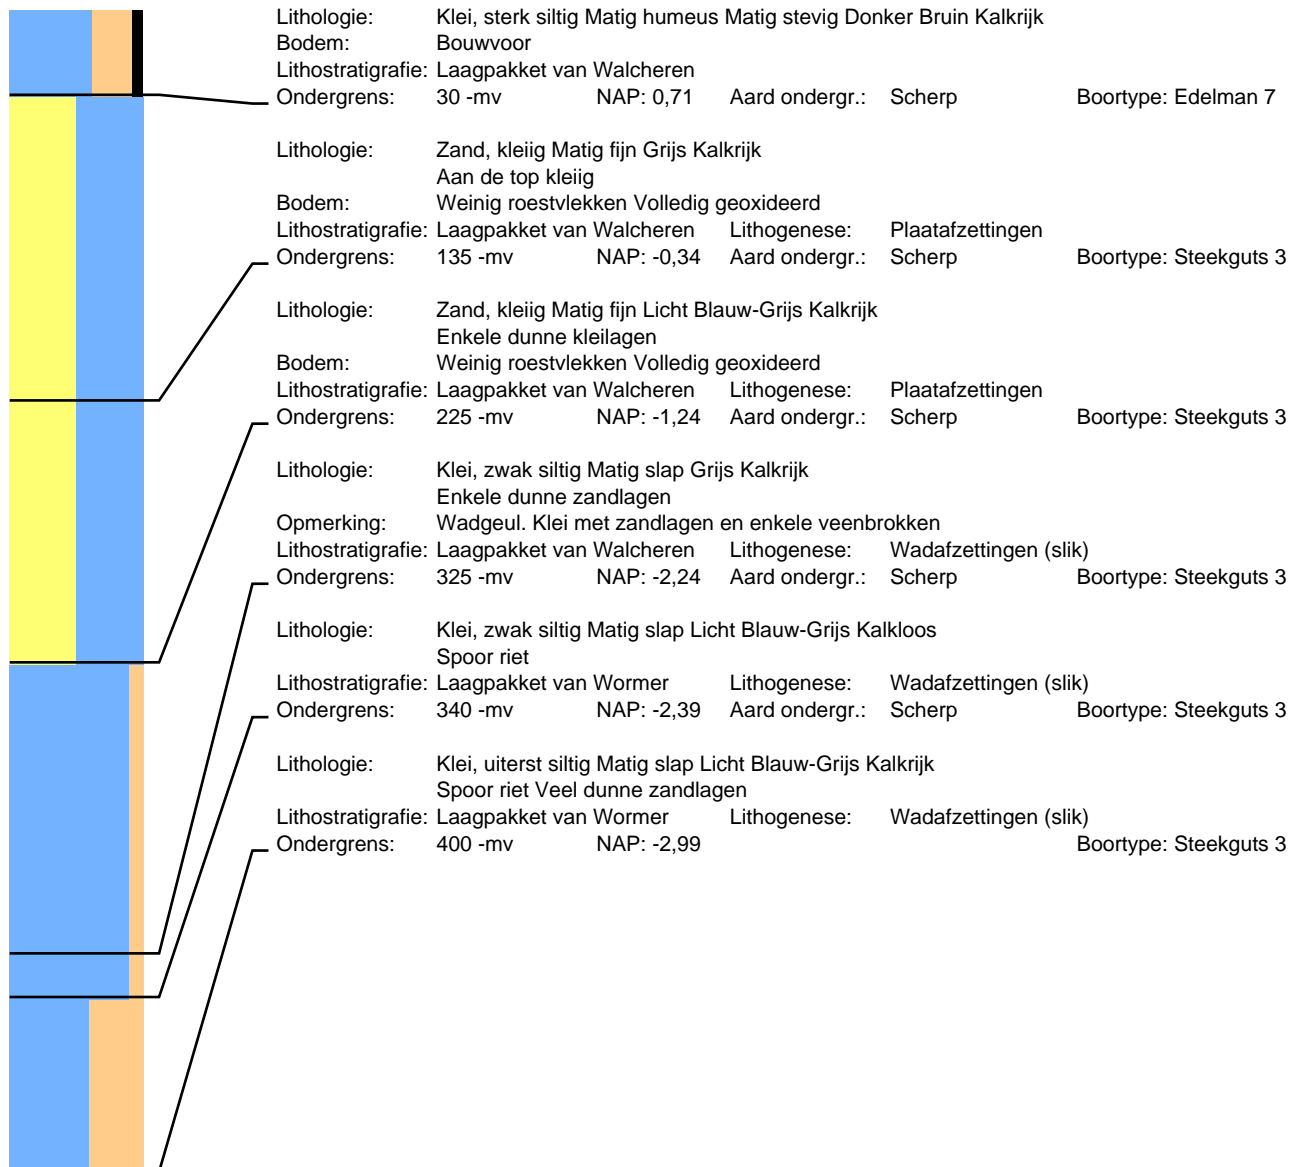 Lithologie: Klei, sterk siltig Matig humeus Matig stevig Donker Bruin Kalkrijk
Bodem: Bouwvoor
Lithostratigrafie: Laagpakket van Walcheren
Ondergrens: 30 -mv NAP: 0,71 Aard ondergr.: Scherp Boortype: Edelman 7
Lithologie: Zand, kleiig Matig fijn Grijs Kalkrijk
Aan de top kleiig
Bodem: Weinig roestvlekken Volledig geoxideerd
Lithostratigrafie: Laagpakket van Walcheren Lithogenese: Plaatafzettingen
Ondergrens: 135 -mv NAP: -0,34 Aard ondergr.: Scherp Boortype: Steekguts 3
Lithologie: Zand, kleiig Matig fijn Licht Blauw-Grijs Kalkrijk
Enkele dunne kleilagen
Bodem: Weinig roestvlekken Volledig geoxideerd
Lithostratigrafie: Laagpakket van Walcheren Lithogenese: Plaatafzettingen
Ondergrens: 225 -mv NAP: -1,24 Aard ondergr.: Scherp Boortype: Steekguts 3
Lithologie: Klei, zwak siltig Matig slap Grijs Kalkrijk
Enkele dunne zandlagen
Opmerking: Wadgeul. Klei met zandlagen en enkele veenbrokken
Lithostratigrafie: Laagpakket van Walcheren Lithogenese: Wadafzettingen (slik)
Ondergrens: 325 -mv NAP: -2,24 Aard ondergr.: Scherp Boortype: Steekguts 3
Lithologie: Klei, zwak siltig Matig slap Licht Blauw-Grijs Kalkloos
Spoor riet
Lithostratigrafie: Laagpakket van Wormer Lithogenese: Wadafzettingen (slik)
Ondergrens: 340 -mv NAP: -2,39 Aard ondergr.: Scherp Boortype: Steekguts 3
Lithologie: Klei, uiterst siltig Matig slap Licht Blauw-Grijs Kalkrijk
Spoor riet Veel dunne zandlagen
Lithostratigrafie: Laagpakket van Wormer Lithogenese: Wadafzettingen (slik)
Ondergrens: 400 -mv NAP: -2,99 Boortype: Steekguts 3